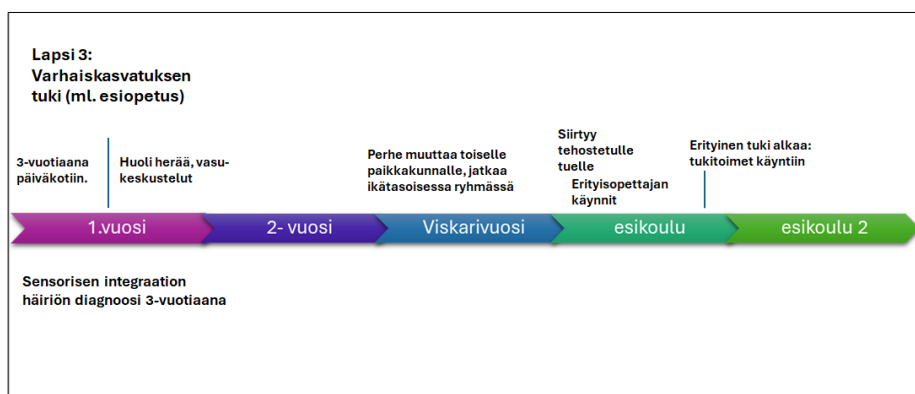 Lapsi 3:
Varhaiskasvatuksen
tuki (ml. esiopetus)
3-vuotiaana
päiväkotiin.
Huoli herää, vasu-
keskustelut
Perhe muuttaa toiselle
paikkakunnalle, jatkaa
ikätasoisessa ryhmässä
Siirtyy
tehostetulle
tuelle
Erityisopettajan
käynnit
Erityinen tuki alkaa:
tukitoimet käyntiin
1.vuosi
2- vuosi
Viskarivuosi
esikoulu
esikoulu 2
Sensorisen integraation
häiriön diagnoosi 3-vuotiaana